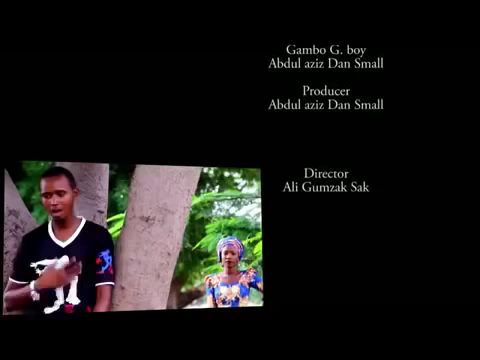 Gambo G. boy
Abdul aziz Dan Small
Producer
Abdul aziz Dan Small
Director
Ali Gumzak Sak